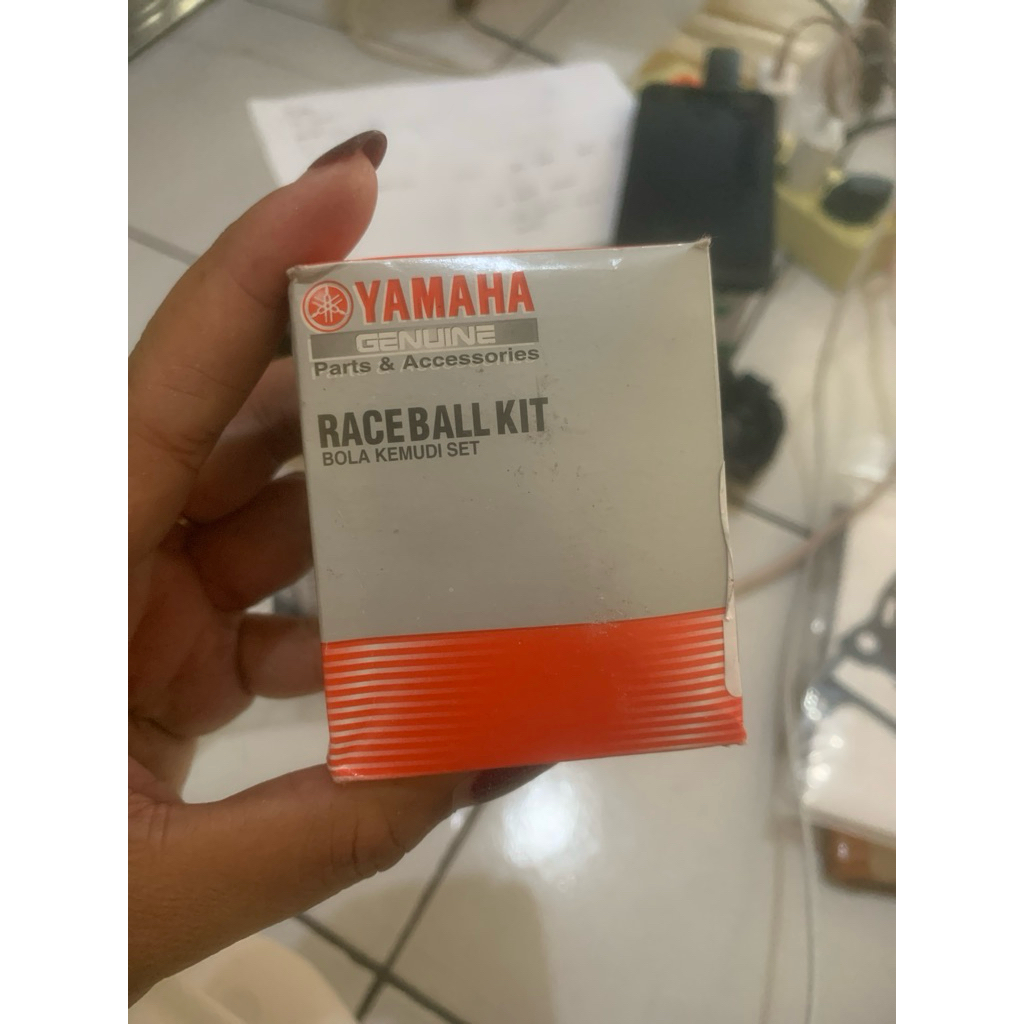 YAMAHA
GENUINE
Parts & Accessories
RACE BALL KIT
BOLA KEMUDI SET